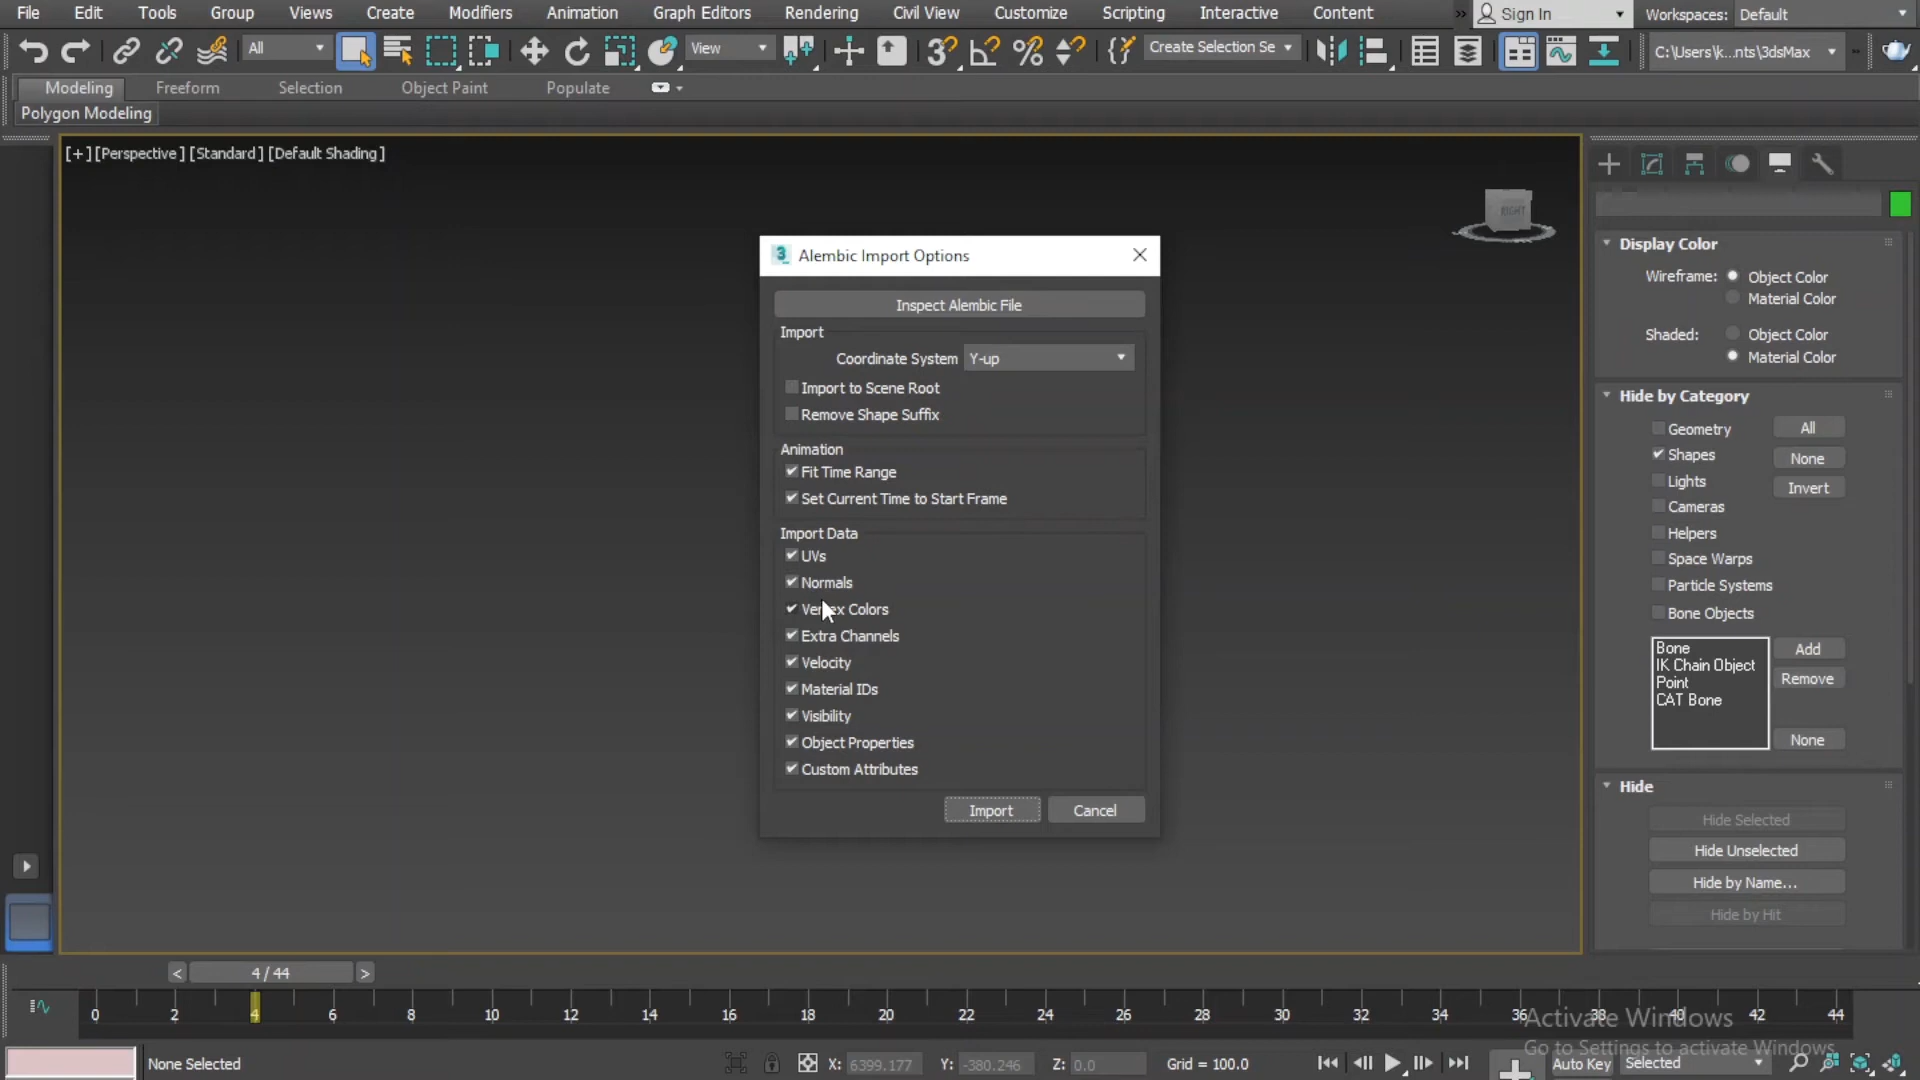 File Edit Tools Group Views Create Modifiers Animation Graph Editors Rendering Civil View Customize Scripting Interactive Content » Sign In Workspaces: Default
All View Create Selection Se C:\Users\k...nts\3dsMax
Modeling Freeform Selection Object Paint Populate
Polygon Modeling
[+] [Perspective] [Standard] [Default Shading]
RIGHT
Alembic Import Options
Inspect Alembic File
Import
Coordinate System Y-up
Import to Scene Root
Remove Shape Suffix
Animation
Fit Time Range
Set Current Time to Start Frame
Import Data
UVs
Normals
Vertex Colors
Extra Channels
Velocity
Material IDs
Visibility
Object Properties
Custom Attributes
Import Cancel
Display Color
Wireframe: Object Color
Material Color
Shaded: Object Color
Material Color
Hide by Category
Geometry All
Shapes None
Lights Invert
Cameras
Helpers
Space Warps
Particle Systems
Bone Objects
Bone Add
IK Chain Object
Point Remove
CAT Bone
None
Hide
Hide Selected
Hide Unselected
Hide by Name...
Hide by Hit
< 4 / 44 >
0 2 4 6 8 10 12 14 16 18 20 22 24 26 28 30 32 34 36 38 40 42 44
Activate Windows
Go to Settings to activate Windows.
None Selected X: 6399.177 Y: -380.246 Z: 0.0 Grid = 100.0 Auto Key Selected